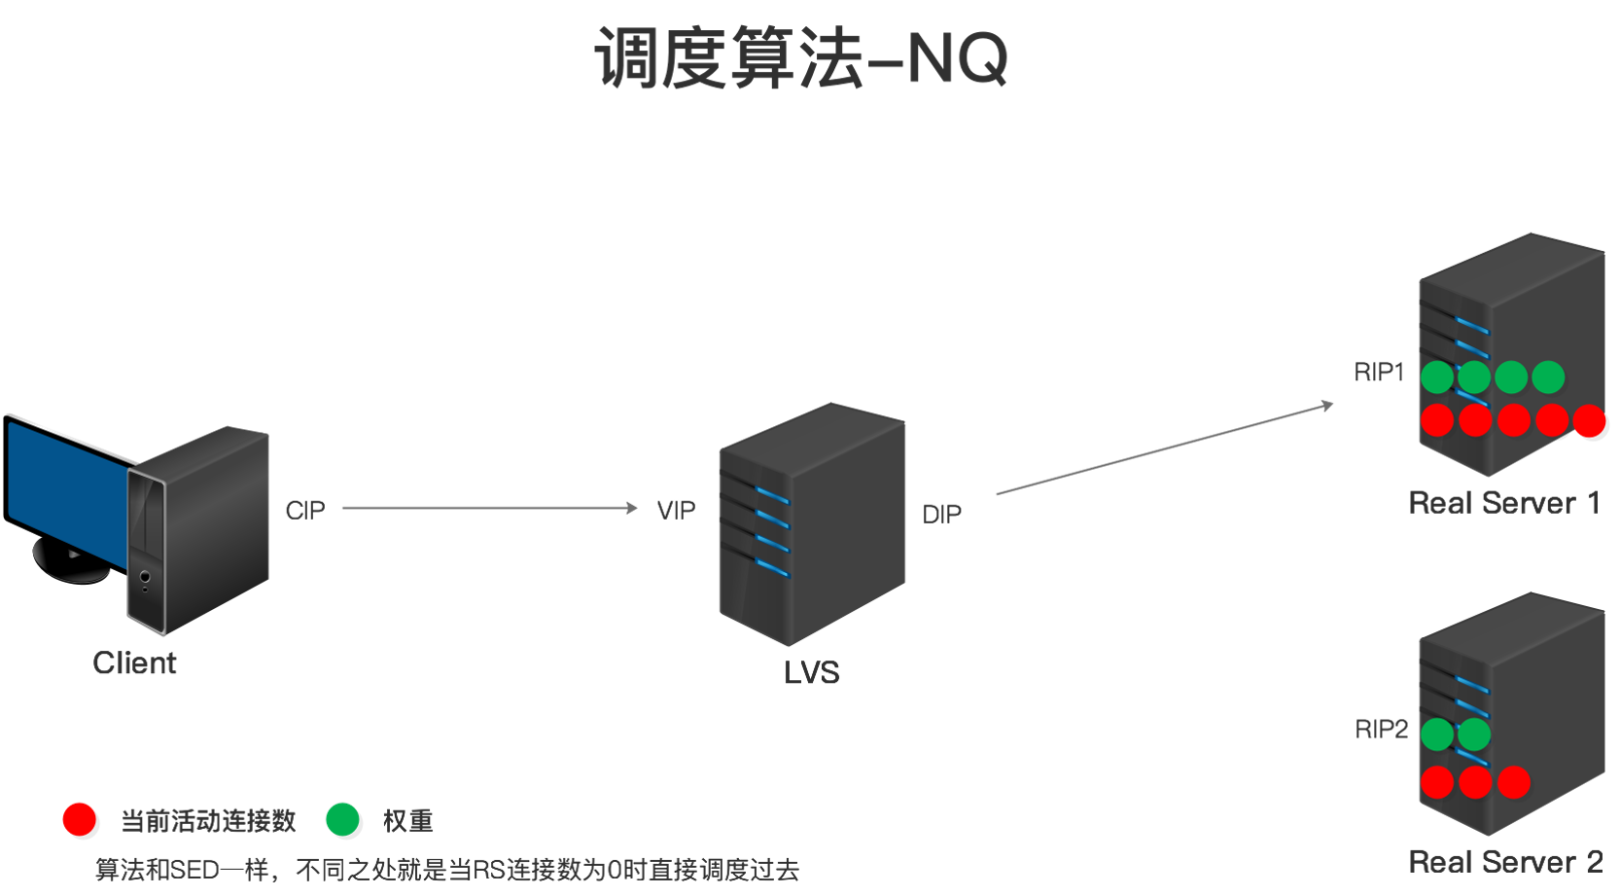 调度算法–NQ
RIP1
Real Server 1
CIP
VIP
DIP
Client
LVS
RIP2
当前活动连接数
权重
算法和SED一样，不同之处就是当RS连接数为0时直接调度过去
Real Server 2